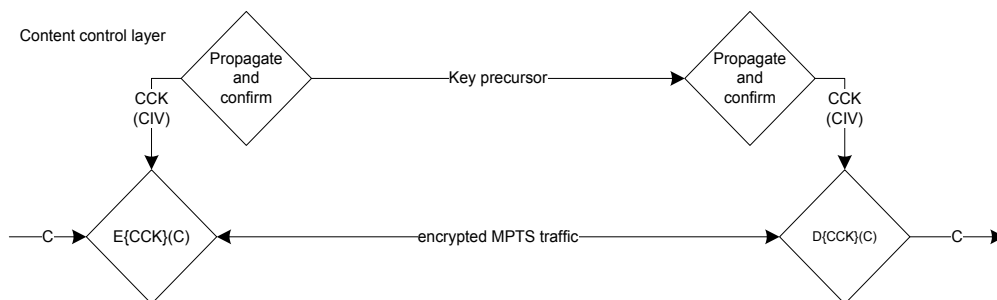 Content control layer
Propagate
and
confirm
Key precursor
Propagate
and
confirm
CCK
(CIV)
CCK
(CIV)
C
E{CCK}(C)
encrypted MPTS traffic
D{CCK}(C)
C